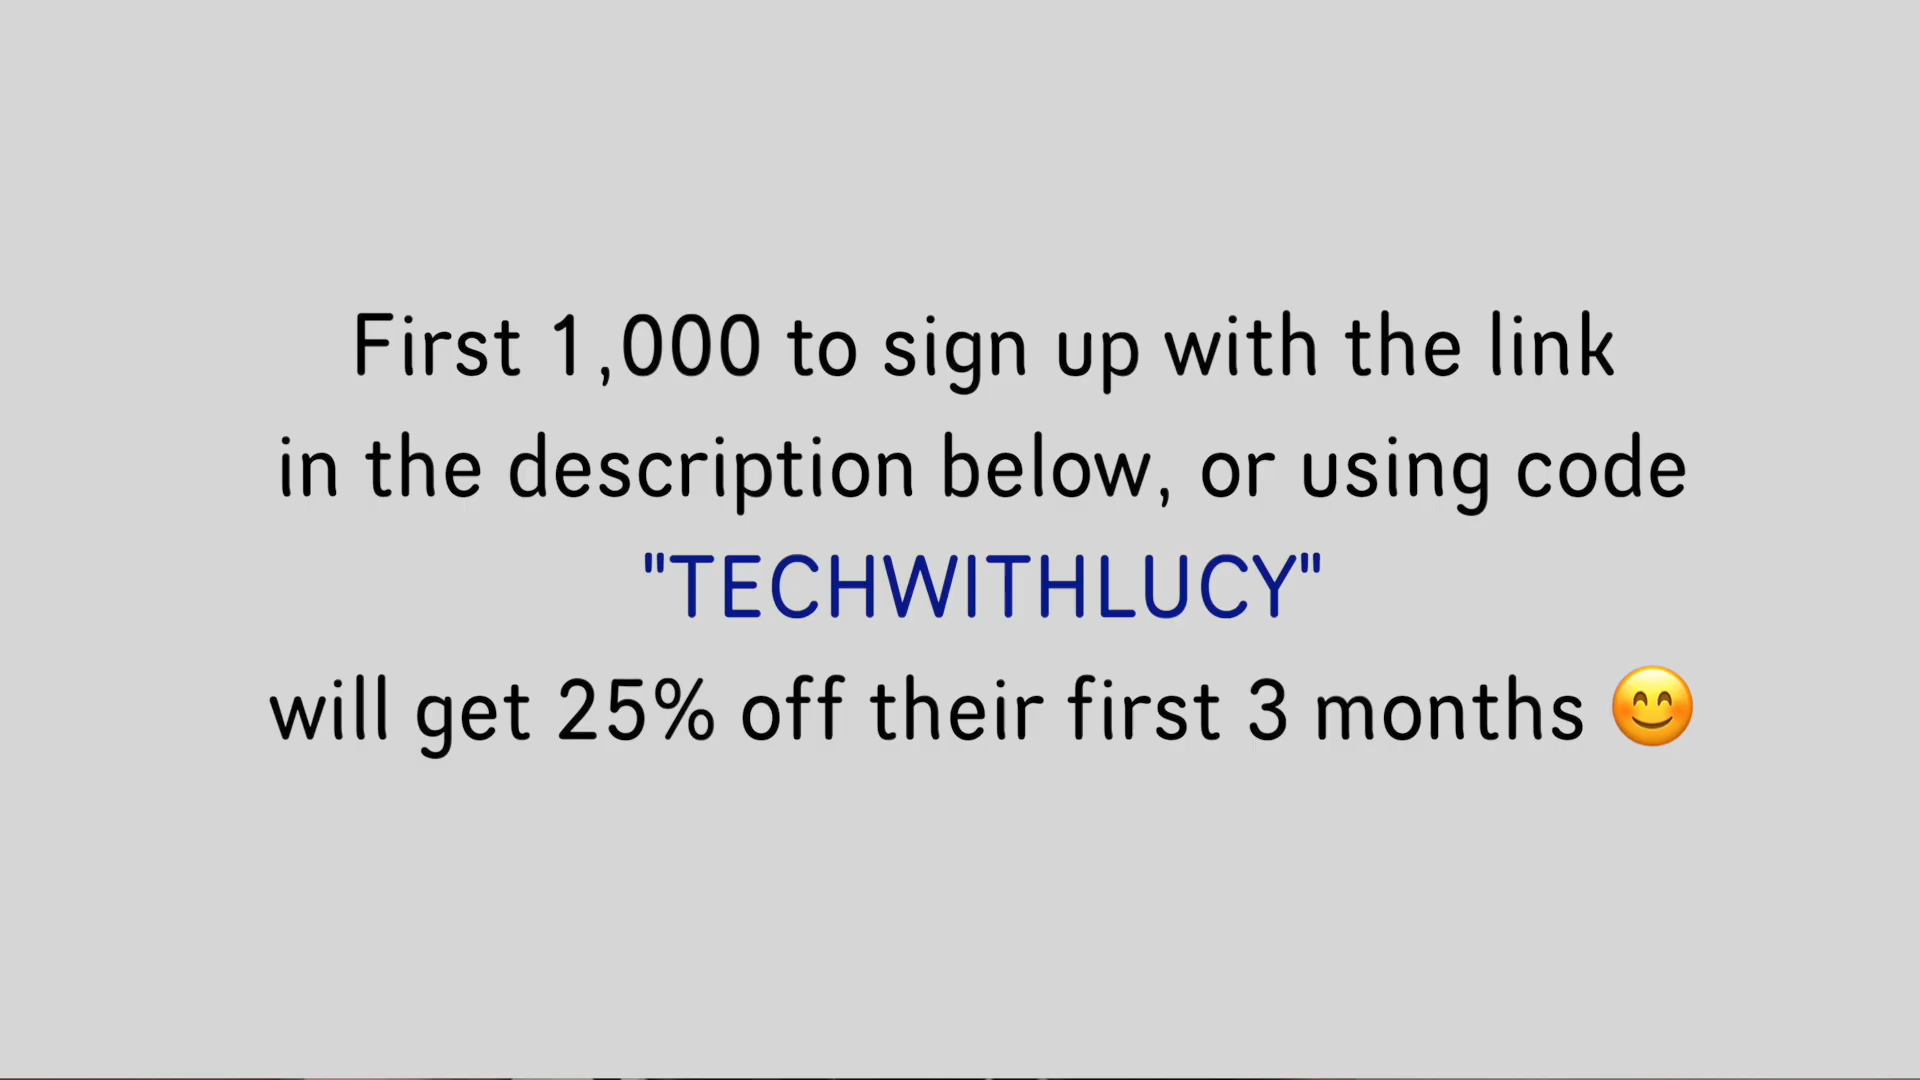 First 1,000 to sign up with the link
in the description below, or using code
"TECHWITHLUCY"
will get 25% off their first 3 months 😊